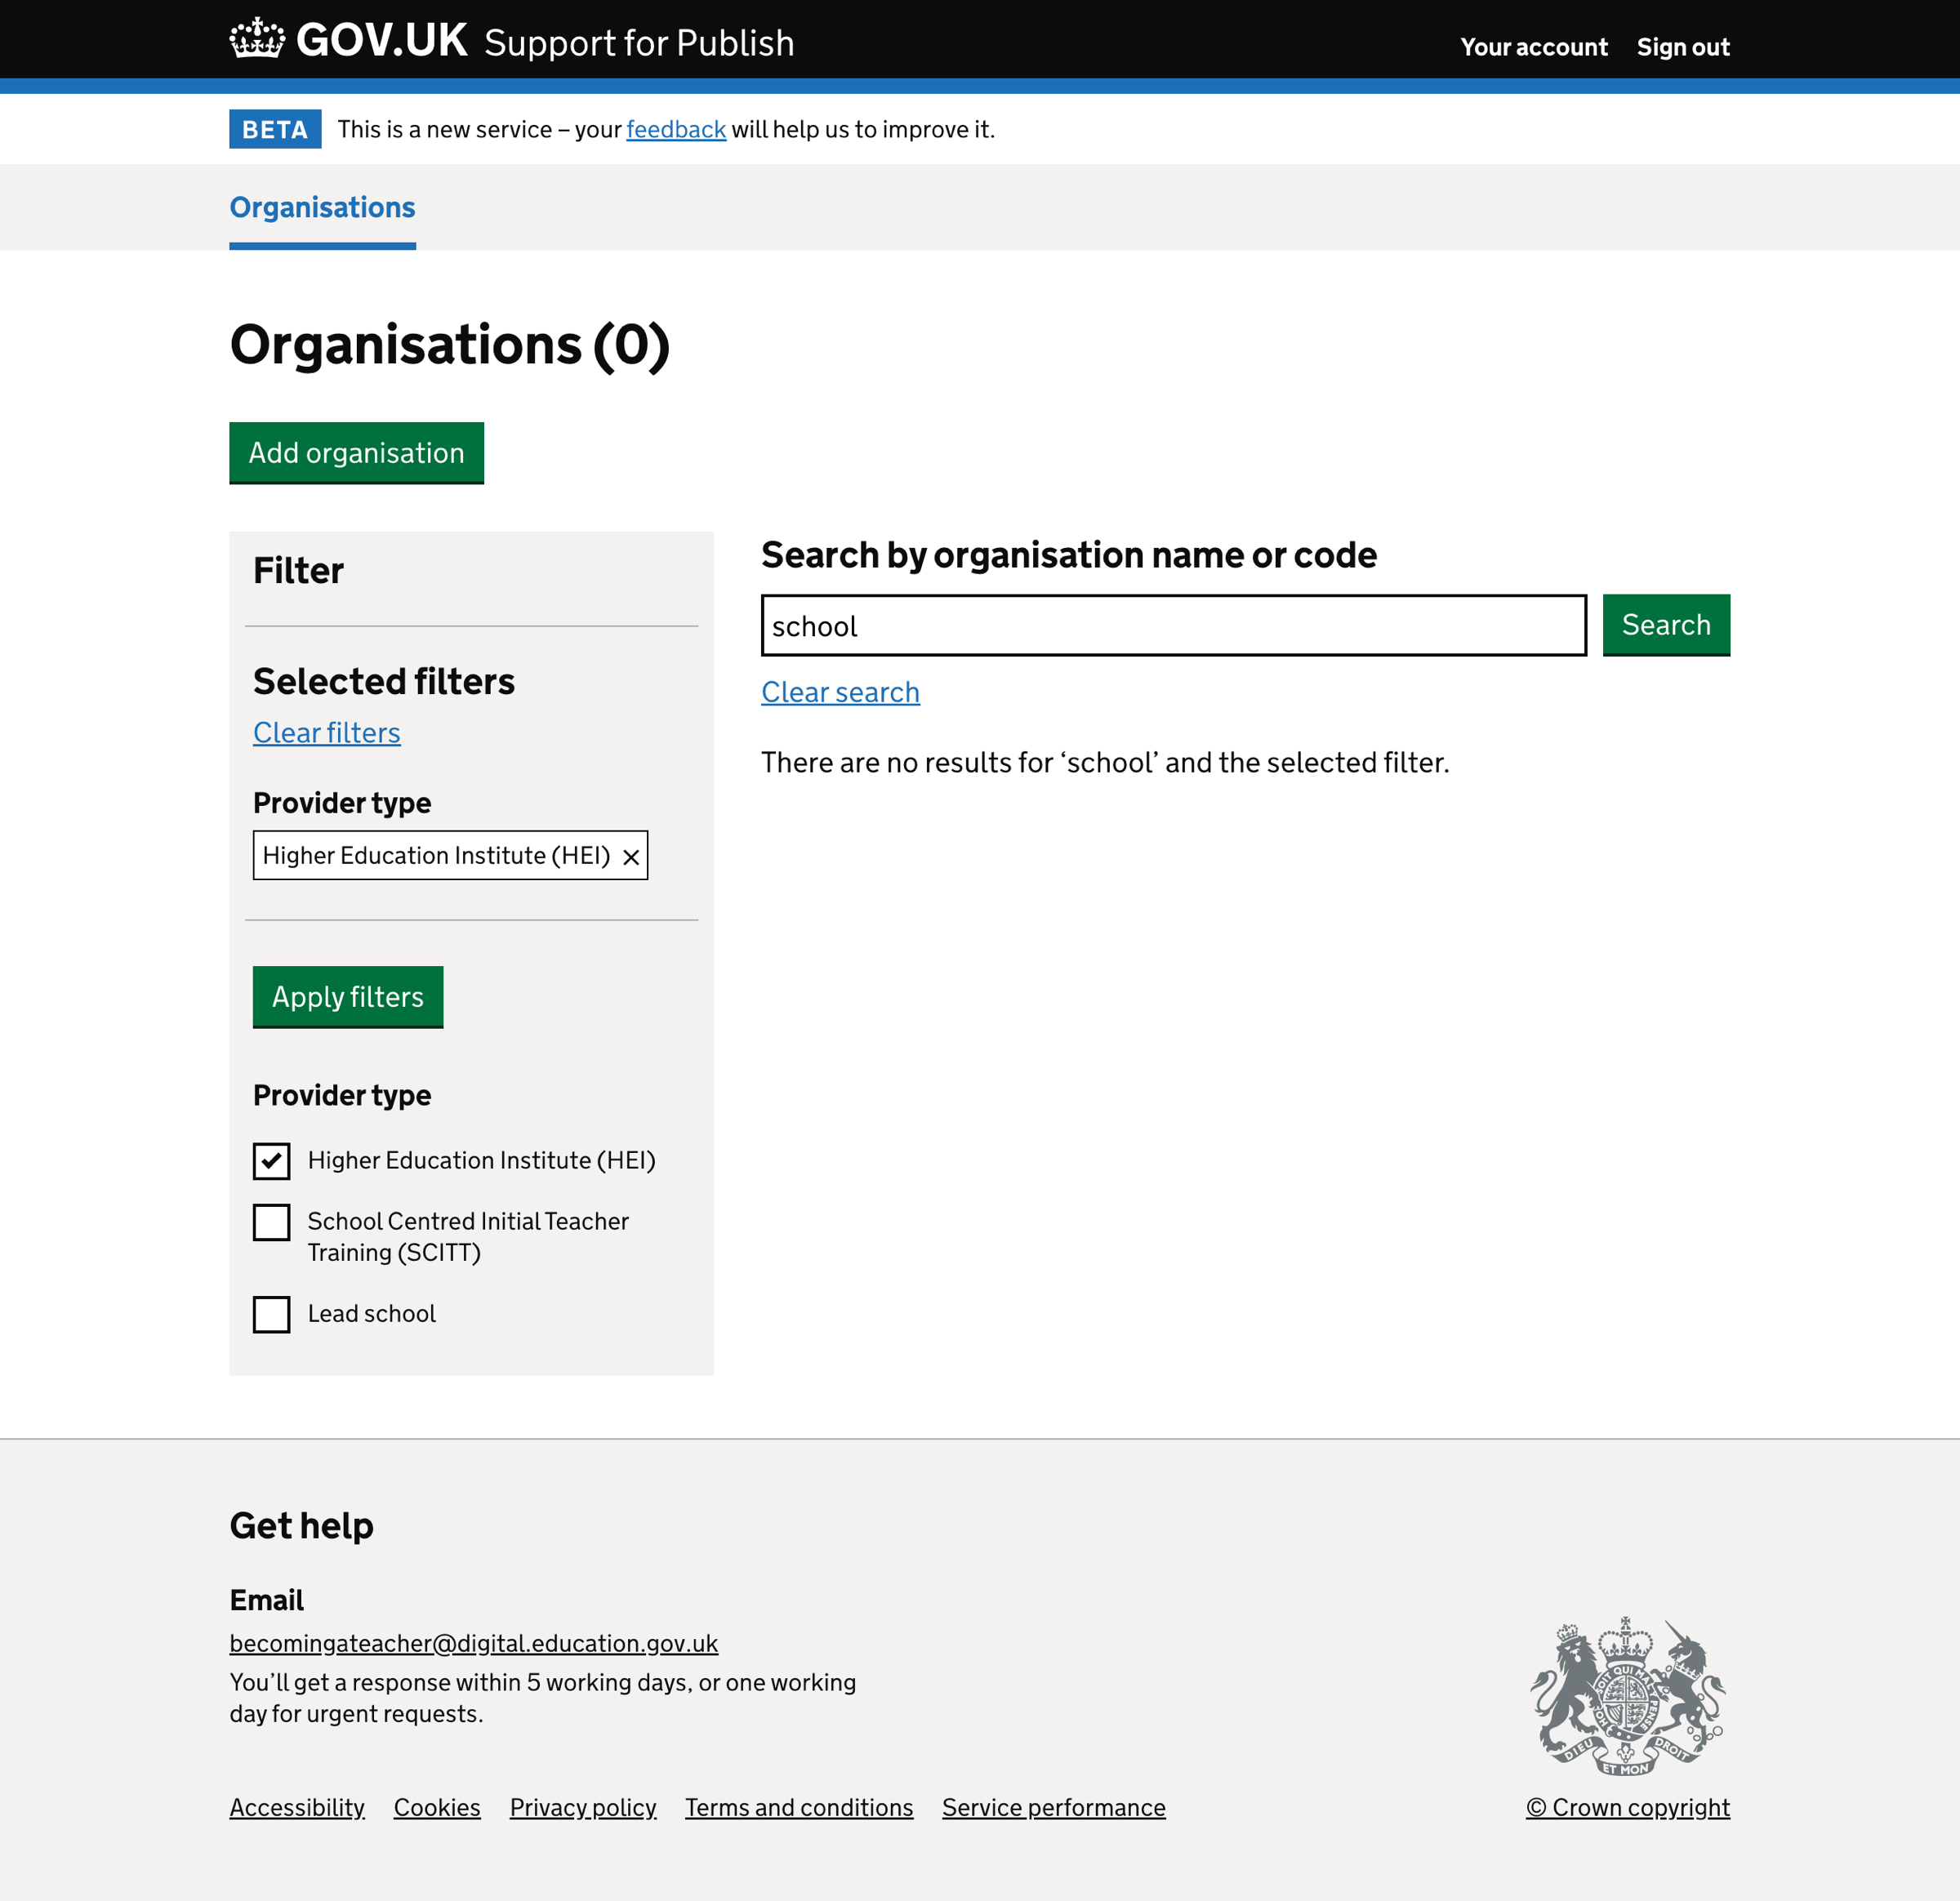 GOV.UK Support for Publish
Your account Sign out
BETA This is a new service – your feedback will help us to improve it.
Organisations
Organisations (0)
Add organisation
Filter
Selected filters
Clear filters
Provider type
Higher Education Institute (HEI)
Apply filters
Provider type
Higher Education Institute (HEI)
School Centred Initial Teacher
Training (SCITT)
Lead school
Search by organisation name or code
school
Search
Clear search
There are no results for ‘school’ and the selected filter.
Get help
Email
becomingateacher@digital.education.gov.uk
You’ll get a response within 5 working days, or one working
day for urgent requests.
Accessibility Cookies Privacy policy Terms and conditions Service performance
DIEU ET MON DROIT
© Crown copyright